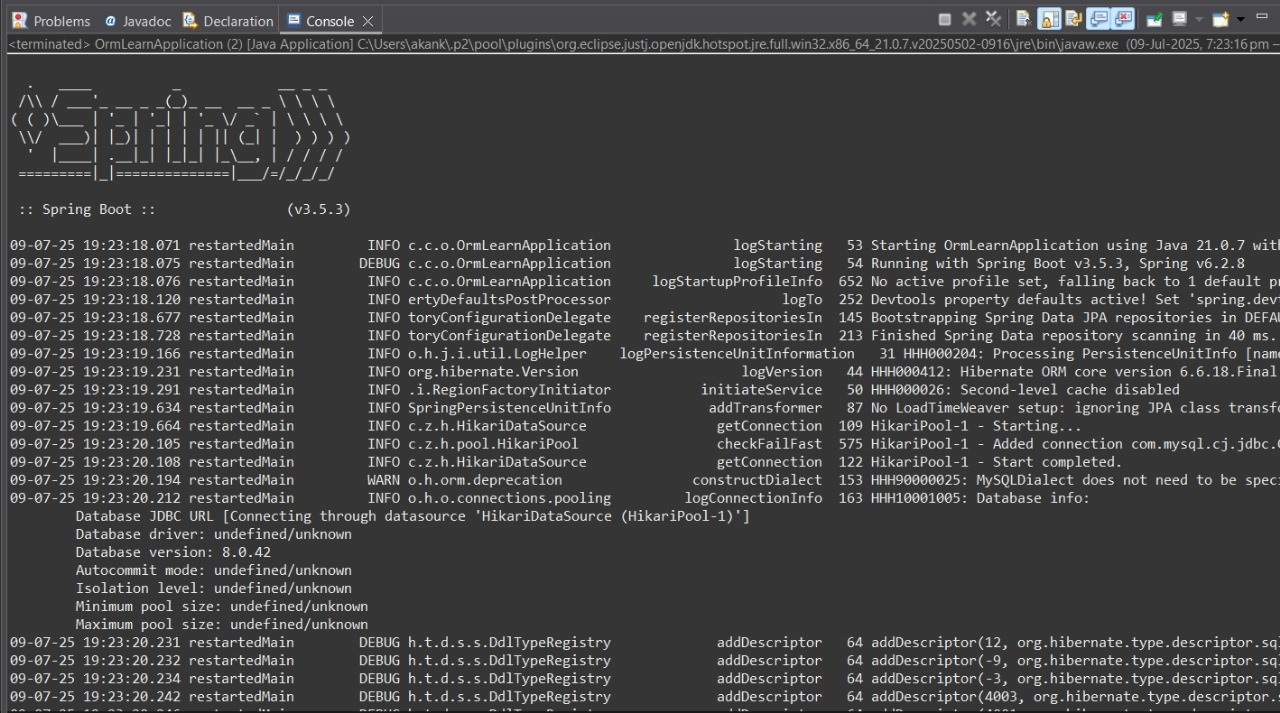 Problems Javadoc Declaration Console
<terminated> OrmLearnApplication (2) [Java Application] C:\Users\akank\.p2\pool\plugins\org.eclipse.justj.openjdk.hotspot.jre.full.win32.x86_64_21.0.7.v20250502-0916\jre\bin\javaw.exe (09-Jul-2025, 7:23:16 pm –
Spring
:: Spring Boot :: (v3.5.3)
09-07-25 19:23:18.071 restartedMain INFO c.c.o.OrmLearnApplication logStarting 53 Starting OrmLearnApplication using Java 21.0.7 with
09-07-25 19:23:18.075 restartedMain DEBUG c.c.o.OrmLearnApplication logStarting 54 Running with Spring Boot v3.5.3, Spring v6.2.8
09-07-25 19:23:18.076 restartedMain INFO c.c.o.OrmLearnApplication logStartupProfileInfo 652 No active profile set, falling back to 1 default pr
09-07-25 19:23:18.120 restartedMain INFO ertyDefaultsPostProcessor logTo 252 Devtools property defaults active! Set 'spring.devt
09-07-25 19:23:18.677 restartedMain INFO toryConfigurationDelegate registerRepositoriesIn 145 Bootstrapping Spring Data JPA repositories in DEFAU
09-07-25 19:23:18.728 restartedMain INFO toryConfigurationDelegate registerRepositoriesIn 213 Finished Spring Data repository scanning in 40 ms.
09-07-25 19:23:19.166 restartedMain INFO o.h.j.i.util.LogHelper logPersistenceUnitInformation 31 HHH000204: Processing PersistenceUnitInfo [name
09-07-25 19:23:19.231 restartedMain INFO org.hibernate.Version logVersion 44 HHH000412: Hibernate ORM core version 6.6.18.Final
09-07-25 19:23:19.291 restartedMain INFO .i.RegionFactoryInitiator initiateService 50 HHH000026: Second-level cache disabled
09-07-25 19:23:19.634 restartedMain INFO SpringPersistenceUnitInfo addTransformer 87 No LoadTimeWeaver setup: ignoring JPA class transfo
09-07-25 19:23:19.664 restartedMain INFO c.z.h.HikariDataSource getConnection 109 HikariPool-1 - Starting...
09-07-25 19:23:20.105 restartedMain INFO c.z.h.pool.HikariPool checkFailFast 575 HikariPool-1 - Added connection com.mysql.cj.jdbc.C
09-07-25 19:23:20.108 restartedMain INFO c.z.h.HikariDataSource getConnection 122 HikariPool-1 - Start completed.
09-07-25 19:23:20.194 restartedMain WARN o.h.orm.deprecation constructDialect 153 HHH90000025: MySQLDialect does not need to be speci
09-07-25 19:23:20.212 restartedMain INFO o.h.o.connections.pooling logConnectionInfo 163 HHH10001005: Database info:
Database JDBC URL [Connecting through datasource 'HikariDataSource (HikariPool-1)']
Database driver: undefined/unknown
Database version: 8.0.42
Autocommit mode: undefined/unknown
Isolation level: undefined/unknown
Minimum pool size: undefined/unknown
Maximum pool size: undefined/unknown
09-07-25 19:23:20.231 restartedMain DEBUG h.t.d.s.s.DdlTypeRegistry addDescriptor 64 addDescriptor(12, org.hibernate.type.descriptor.sql
09-07-25 19:23:20.232 restartedMain DEBUG h.t.d.s.s.DdlTypeRegistry addDescriptor 64 addDescriptor(-9, org.hibernate.type.descriptor.sql
09-07-25 19:23:20.234 restartedMain DEBUG h.t.d.s.s.DdlTypeRegistry addDescriptor 64 addDescriptor(-3, org.hibernate.type.descriptor.sql
09-07-25 19:23:20.242 restartedMain DEBUG h.t.d.s.s.DdlTypeRegistry addDescriptor 64 addDescriptor(4003, org.hibernate.type.descriptor.s